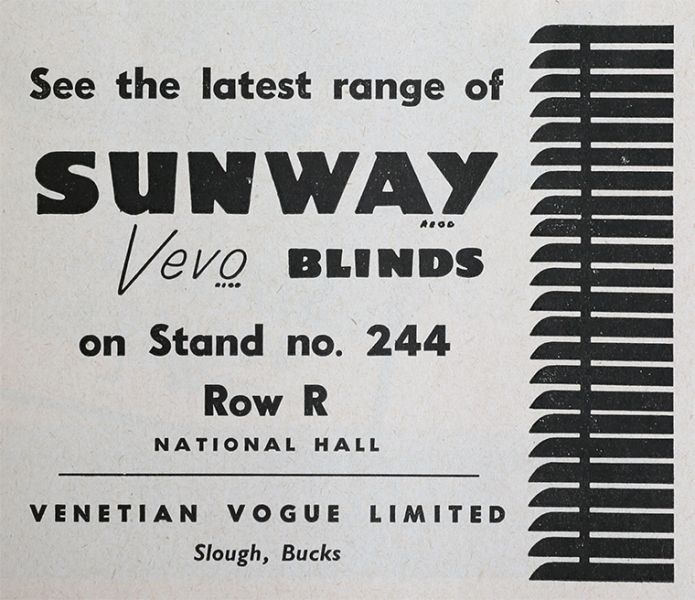 See the latest range of
SUNWAY
REGD
Vevo BLINDS
REGD
on Stand no. 244
Row R
NATIONAL HALL
VENETIAN VOGUE LIMITED
Slough, Bucks